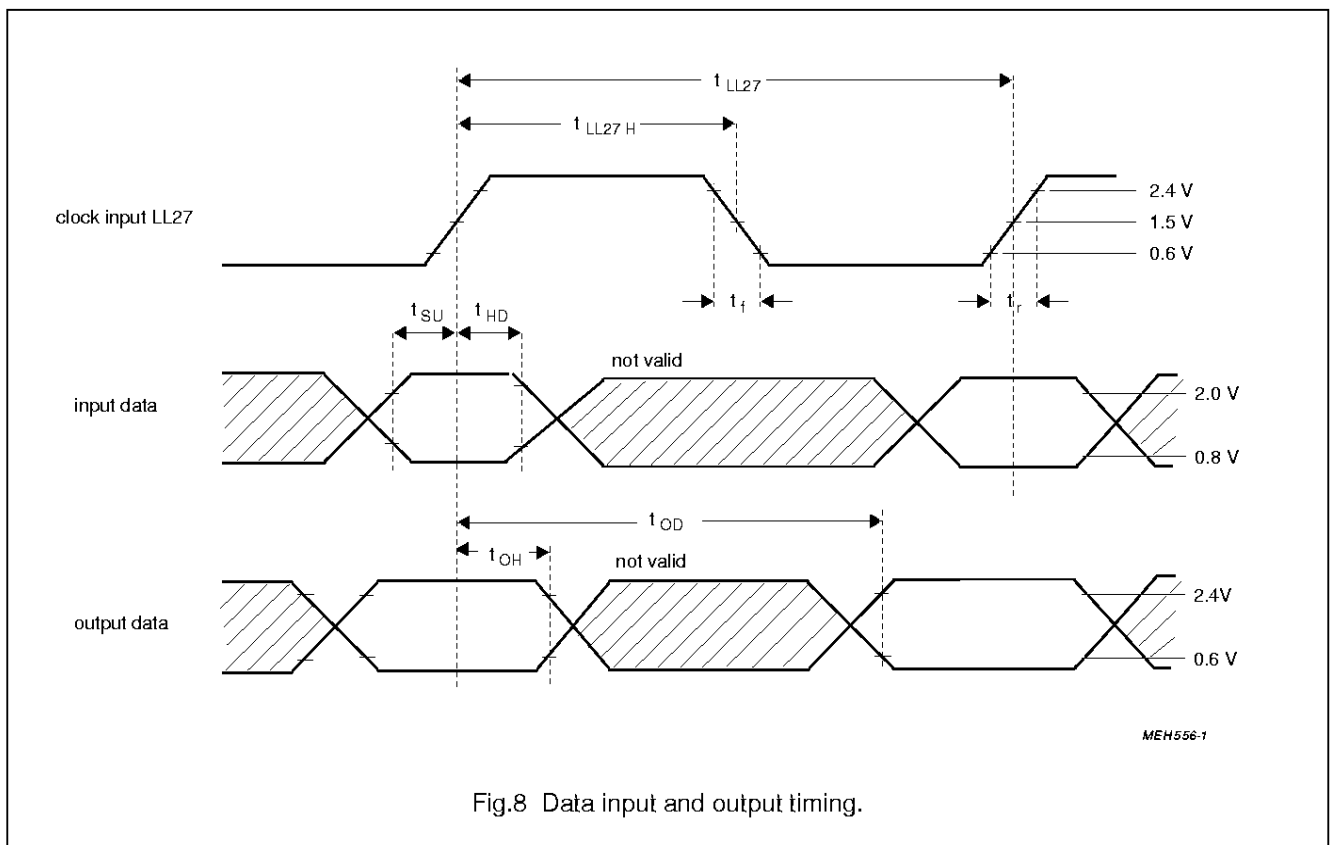 t LL27
t LL27 H
clock input LL27
2.4 V
1.5 V
0.6 V
t f
t r
t SU
t HD
not valid
input data
2.0 V
0.8 V
t OD
t OH
not valid
output data
2.4V
0.6 V
MEH556-1
Fig.8 Data input and output timing.